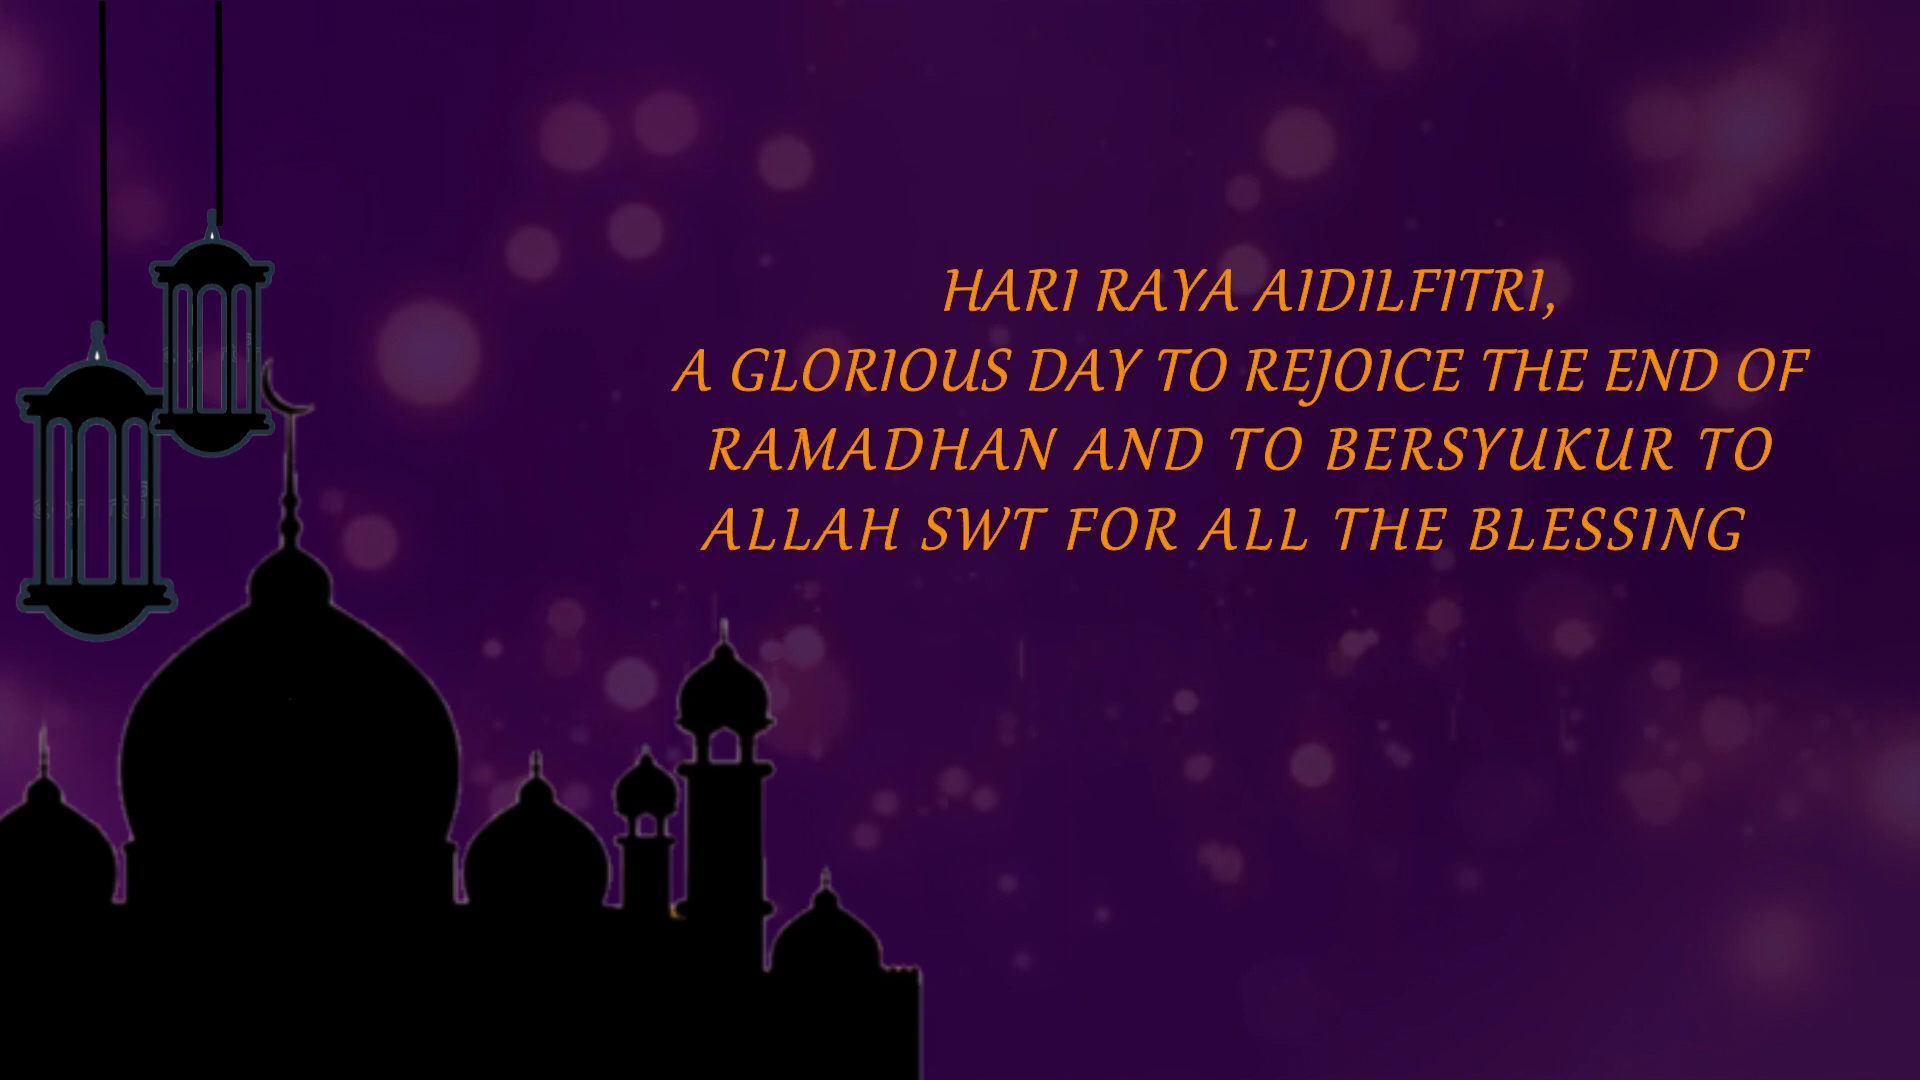 HARI RAYA AIDILFITRI,
A GLORIOUS DAY TO REJOICE THE END OF
RAMADHAN AND TO BERSYUKUR TO
ALLAH SWT FOR ALL THE BLESSING